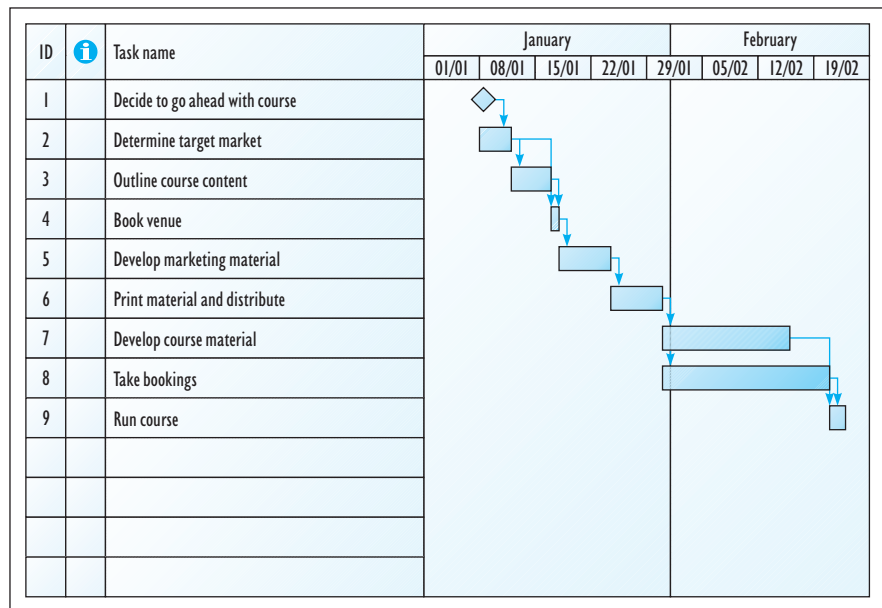 ID Task name January February
01/01 08/01 15/01 22/01 29/01 05/02 12/02 19/02
1 Decide to go ahead with course
2 Determine target market
3 Outline course content
4 Book venue
5 Develop marketing material
6 Print material and distribute
7 Develop course material
8 Take bookings
9 Run course